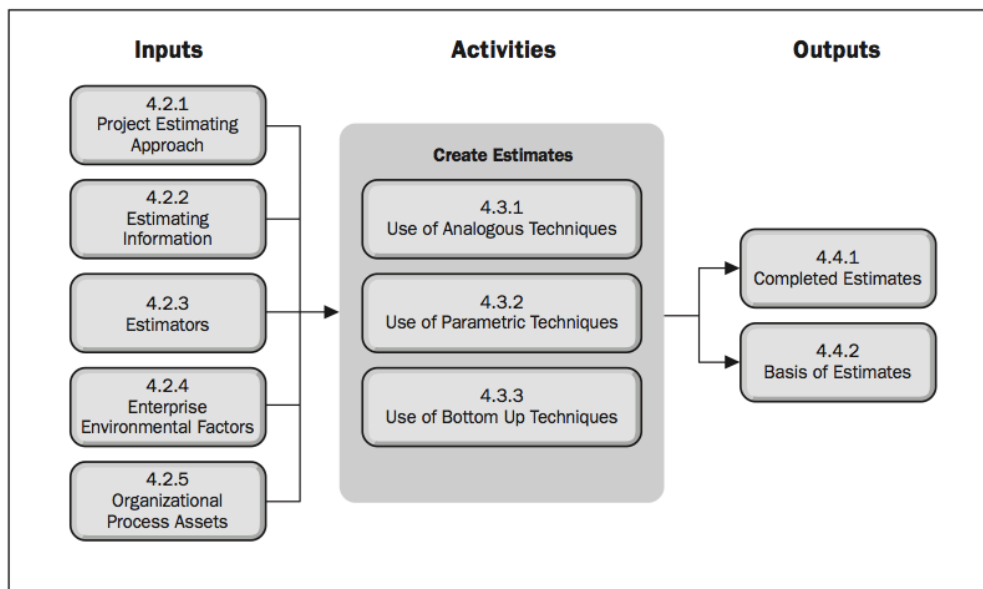 Inputs
Activities
Outputs
4.2.1
Project Estimating
Approach
4.2.2
Estimating
Information
4.2.3
Estimators
4.2.4
Enterprise
Environmental Factors
4.2.5
Organizational
Process Assets
Create Estimates
4.3.1
Use of Analogous Techniques
4.3.2
Use of Parametric Techniques
4.3.3
Use of Bottom Up Techniques
4.4.1
Completed Estimates
4.4.2
Basis of Estimates